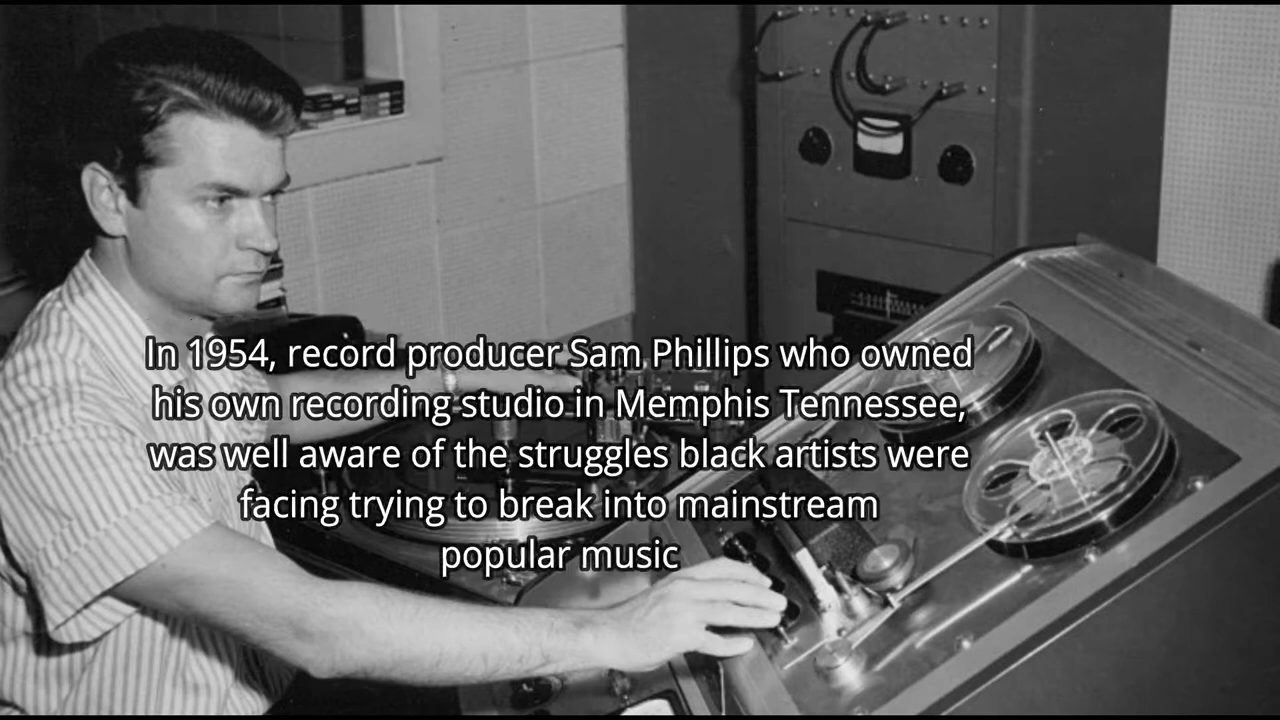 In 1954, record producer Sam Phillips who owned
his own recording studio in Memphis Tennessee,
was well aware of the struggles black artists were
facing trying to break into mainstream
popular music